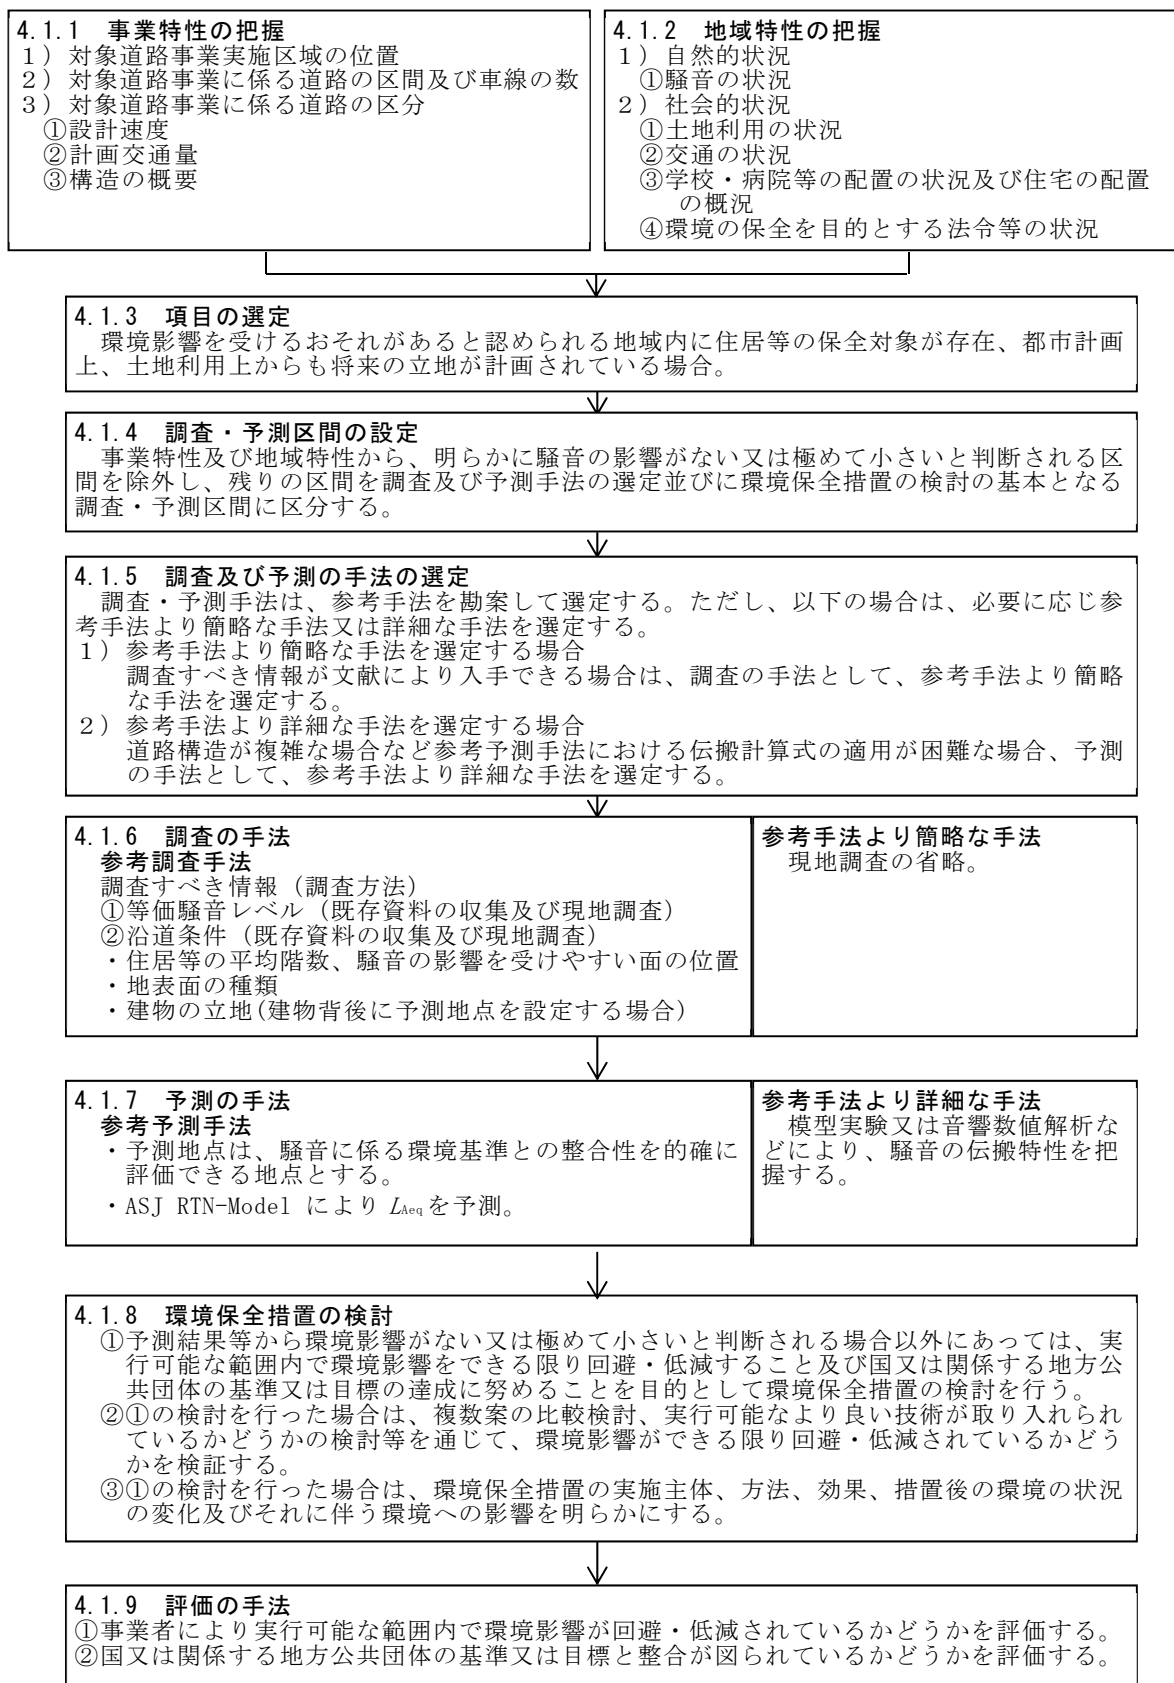 4.1.1　事業特性の把握
１）対象道路事業実施区域の位置
２）対象道路事業に係る道路の区間及び車線の数
３）対象道路事業に係る道路の区分
①設計速度
②計画交通量
③構造の概要
4.1.2　地域特性の把握
１）自然的状況
①騒音の状況
２）社会的状況
①土地利用の状況
②交通の状況
③学校・病院等の配置の状況及び住宅の配置
の概況
④環境の保全を目的とする法令等の状況
4.1.3　項目の選定
環境影響を受けるおそれがあると認められる地域内に住居等の保全対象が存在、都市計画
上、土地利用上からも将来の立地が計画されている場合。
4.1.4　調査・予測区間の設定
事業特性及び地域特性から、明らかに騒音の影響がない又は極めて小さいと判断される区
間を除外し、残りの区間を調査及び予測手法の選定並びに環境保全措置の検討の基本となる
調査・予測区間に区分する。
4.1.5　調査及び予測の手法の選定
調査・予測手法は、参考手法を勘案して選定する。ただし、以下の場合は、必要に応じ参
考手法より簡略な手法又は詳細な手法を選定する。
１）参考手法より簡略な手法を選定する場合
調査すべき情報が文献により入手できる場合は、調査の手法として、参考手法より簡略
な手法を選定する。
２）参考手法より詳細な手法を選定する場合
道路構造が複雑な場合など参考予測手法における伝搬計算式の適用が困難な場合、予測
の手法として、参考手法より詳細な手法を選定する。
4.1.6　調査の手法
参考調査手法
調査すべき情報（調査方法）
①等価騒音レベル（既存資料の収集及び現地調査）
②沿道条件（既存資料の収集及び現地調査）
・住居等の平均階数、騒音の影響を受けやすい面の位置
・地表面の種類
・建物の立地(建物背後に予測地点を設定する場合)
参考手法より簡略な手法
現地調査の省略。
4.1.7　予測の手法
参考予測手法
・予測地点は、騒音に係る環境基準との整合性を的確に
評価できる地点とする。
・ASJ RTN-Model により LAeqを予測。
参考手法より詳細な手法
模型実験又は音響数値解析な
どにより、騒音の伝搬特性を把
握する。
4.1.8　環境保全措置の検討
①予測結果等から環境影響がない又は極めて小さいと判断される場合以外にあっては、実
行可能な範囲内で環境影響をできる限り回避・低減すること及び国又は関係する地方公
共団体の基準又は目標の達成に努めることを目的として環境保全措置の検討を行う。
②①の検討を行った場合は、複数案の比較検討、実行可能なより良い技術が取り入れられ
ているかどうかの検討等を通じて、環境影響ができる限り回避・低減されているかどう
かを検証する。
③①の検討を行った場合は、環境保全措置の実施主体、方法、効果、措置後の環境の状況
の変化及びそれに伴う環境への影響を明らかにする。
4.1.9　評価の手法
①事業者により実行可能な範囲内で環境影響が回避・低減されているかどうかを評価する。
②国又は関係する地方公共団体の基準又は目標と整合が図られているかどうかを評価する。